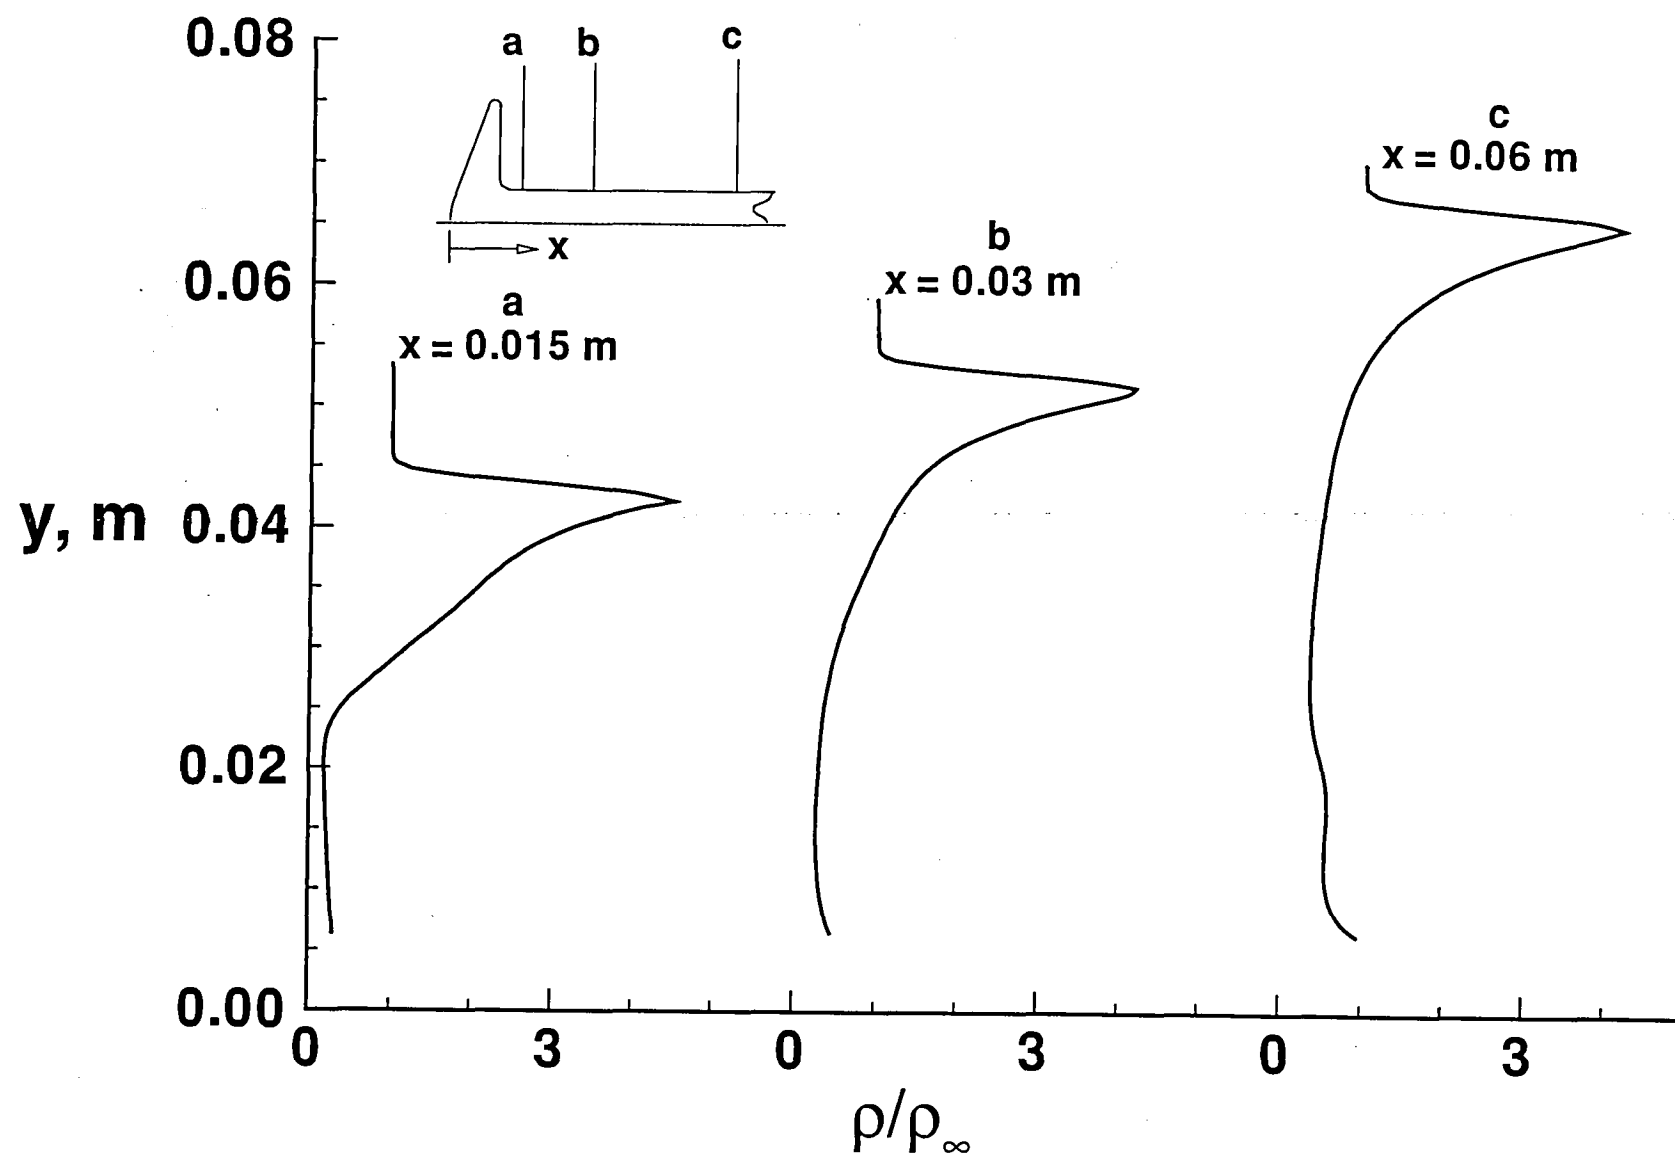 0.08
a b c
x
c
x = 0.06 m
b
x = 0.03 m
0.06
a
x = 0.015 m
y, m
0.04
0.02
0.00
0 3 0 3 0 3
ρ/ρ∞